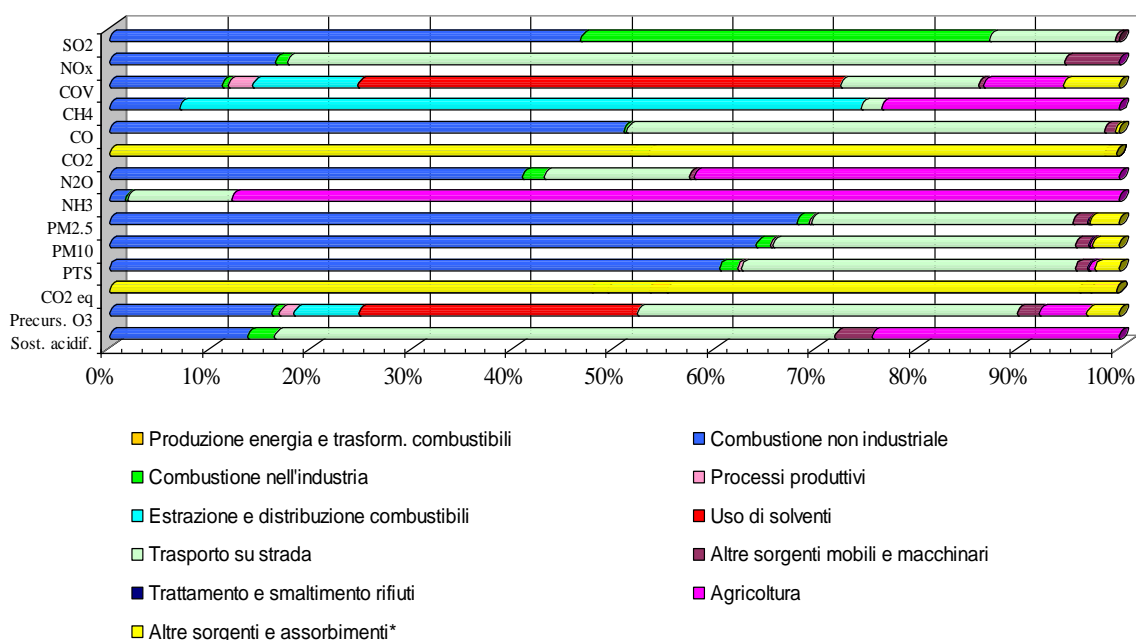 SO2
NOx
COV
CH4
CO
CO2
N2O
NH3
PM2.5
PM10
PTS
CO2 eq
Precurs. O3
Sost. acidif.
0% 10% 20% 30% 40% 50% 60% 70% 80% 90% 100%
Produzione energia e trasform. combustibili
Combustione non industriale
Combustione nell'industria
Processi produttivi
Estrazione e distribuzione combustibili
Uso di solventi
Trasporto su strada
Altre sorgenti mobili e macchinari
Trattamento e smaltimento rifiuti
Agricoltura
Altre sorgenti e assorbimenti*